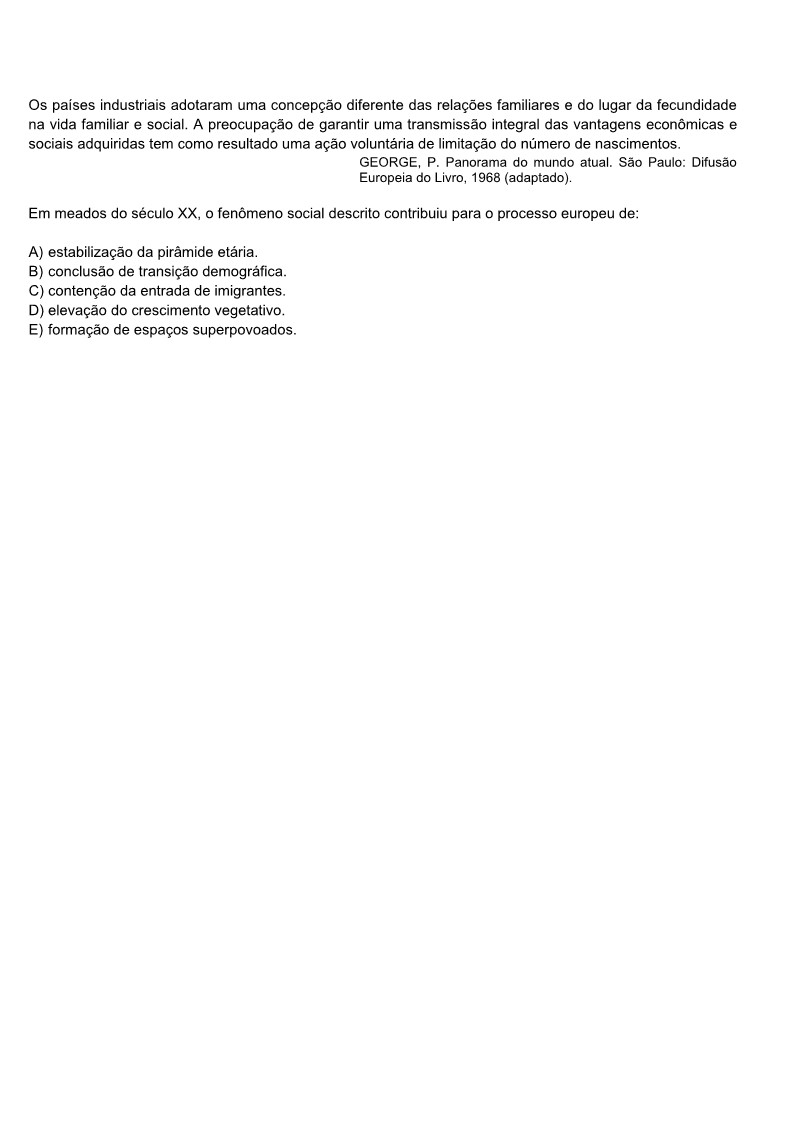 Os países industriais adotaram uma concepção diferente das relações familiares e do lugar da fecundidade
na vida familiar e social. A preocupação de garantir uma transmissão integral das vantagens econômicas e
sociais adquiridas tem como resultado uma ação voluntária de limitação do número de nascimentos.
GEORGE, P. Panorama do mundo atual. São Paulo: Difusão
Europeia do Livro, 1968 (adaptado).
Em meados do século XX, o fenômeno social descrito contribuiu para o processo europeu de:
A) estabilização da pirâmide etária.
B) conclusão de transição demográfica.
C) contenção da entrada de imigrantes.
D) elevação do crescimento vegetativo.
E) formação de espaços superpovoados.